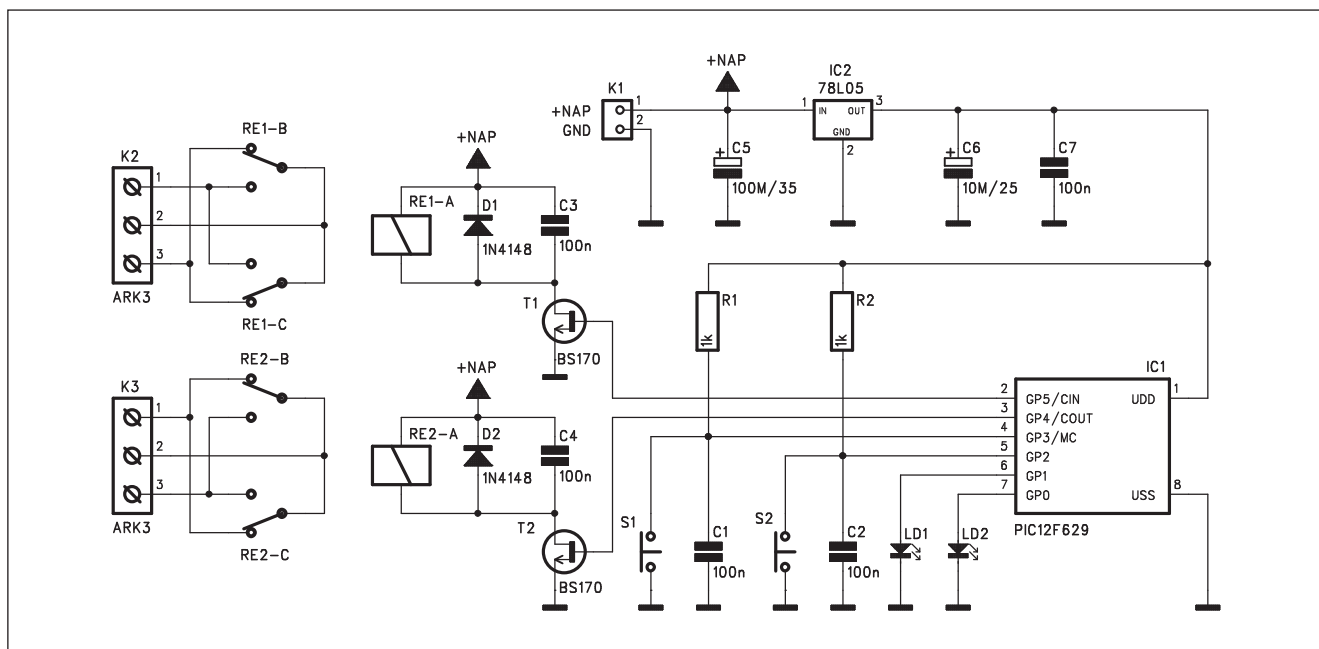 +NAP
K1
1
2
+NAP
GND
IC2
78L05
1
IN
OUT
3
GND
2
+
C5
100M/35
+
C6
10M/25
C7
100n
K2
1
2
3
ARK3
RE1-B
RE1-C
+NAP
RE1-A
D1
1N4148
C3
100n
T1
BS170
R1
1k
R2
1k
K3
1
2
3
ARK3
RE2-B
RE2-C
+NAP
RE2-A
D2
1N4148
C4
100n
T2
BS170
S1
C1
100n
S2
C2
100n
LD1
LD2
IC1
2
GP5/CIN
3
GP4/COUT
4
GP3/MC
5
GP2
6
GP1
7
GP0
UDD
1
USS
8
PIC12F629